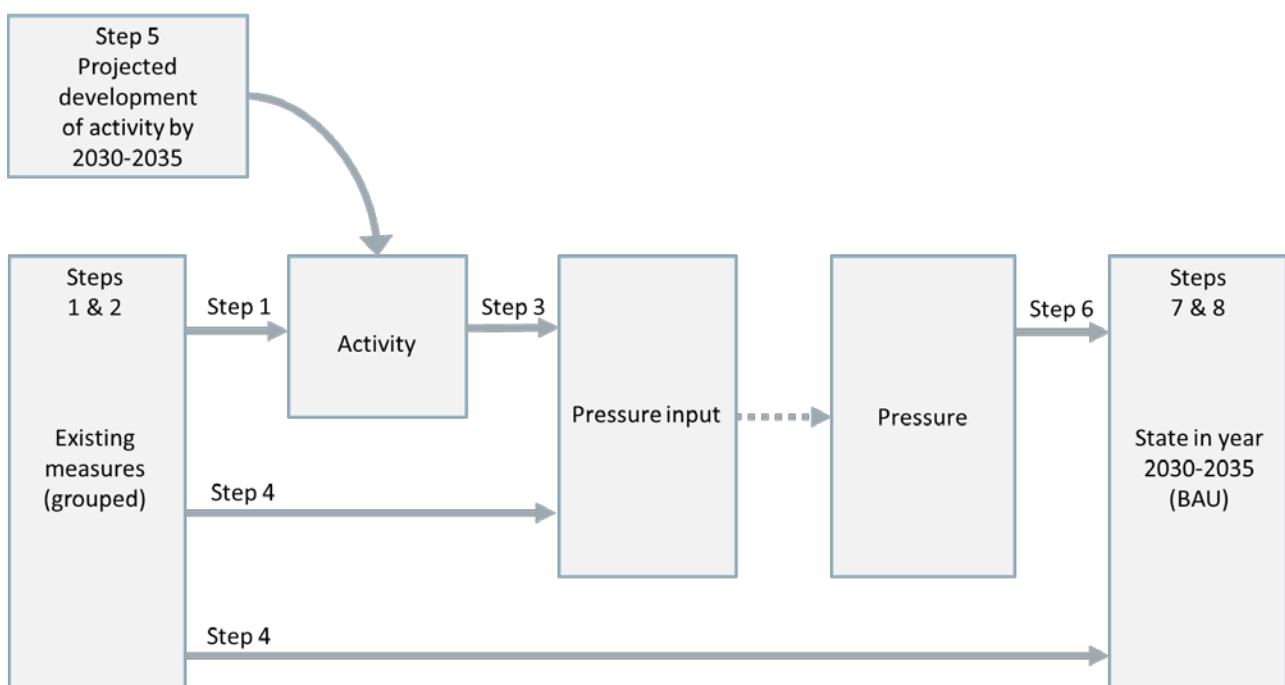 Step 5
Projected
development
of activity by
2030-2035
Steps
1 & 2
Existing
measures
(grouped)
Step 1
Activity
Step 3
Pressure input
Pressure
Step 6
Steps
7 & 8
State in year
2030-2035
(BAU)
Step 4
Step 4